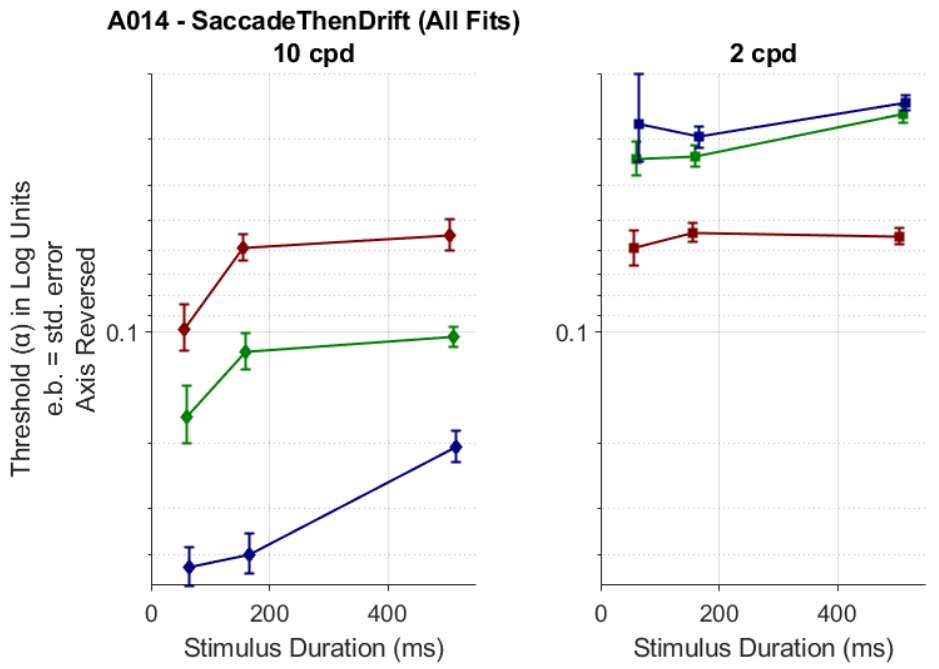 A014 - SaccadeThenDrift (All Fits)
10 cpd
2 cpd
Threshold (α) in Log Units
e.b. = std. error
Axis Reversed
0.1
0.1
0
200
400
0
200
400
Stimulus Duration (ms)
Stimulus Duration (ms)